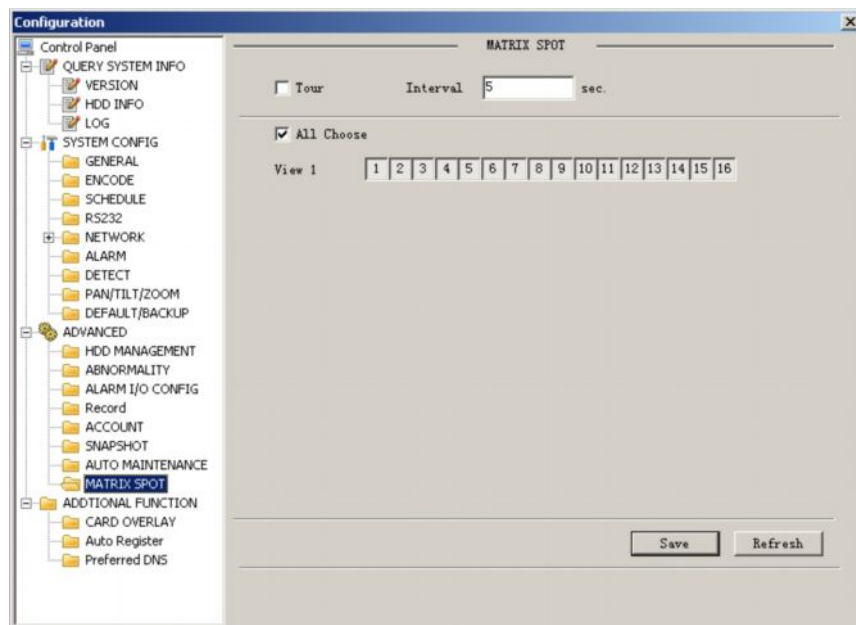 Configuration
Control Panel
QUERY SYSTEM INFO
VERSION
HDD INFO
LOG
SYSTEM CONFIG
GENERAL
ENCODE
SCHEDULE
RS232
NETWORK
ALARM
DETECT
PAN/TILT/ZOOM
DEFAULT/BACKUP
ADVANCED
HDD MANAGEMENT
ABNORMALITY
ALARM I/O CONFIG
Record
ACCOUNT
SNAPSHOT
AUTO MAINTENANCE
MATRIX SPOT
ADDTIONAL FUNCTION
CARD OVERLAY
Auto Register
Preferred DNS
MATRIX SPOT
Tour Interval 5 sec.
All Choose
View 1 1 2 3 4 5 6 7 8 9 10 11 12 13 14 15 16
Save Refresh